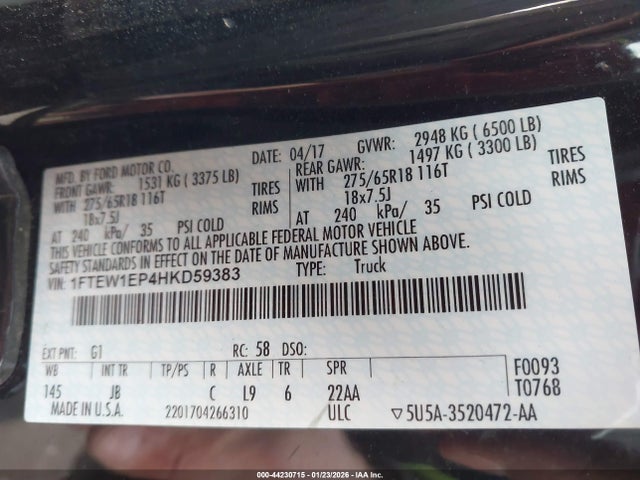 MFD. BY FORD MOTOR CO.
DATE: 04/17 GVWR: 2948 KG ( 6500 LB)
FRONT GAWR: 1531 KG ( 3375 LB) REAR GAWR: 1497 KG ( 3300 LB)
WITH 275/65R18 116T TIRES WITH 275/65R18 116T TIRES
18x7.5J RIMS 18x7.5J RIMS
AT 240 kPa/ 35 PSI COLD AT 240 kPa/ 35 PSI COLD
THIS VEHICLE CONFORMS TO ALL APPLICABLE FEDERAL MOTOR VEHICLE
SAFETY STANDARDS IN EFFECT ON THE DATE OF MANUFACTURE SHOWN ABOVE.
VIN: 1FTEW1EP4HKD59383 TYPE: Truck
EXT PNT: G1 RC: 58 DSO: F0093
WB INT TR TP/PS R AXLE TR SPR T0768
145 JB C L9 6 22AA
MADE IN U.S.A. 2201704266310 ULC ▽5U5A-3520472-AA
000-44230715 - 01/23/2026 - IAAI.COM